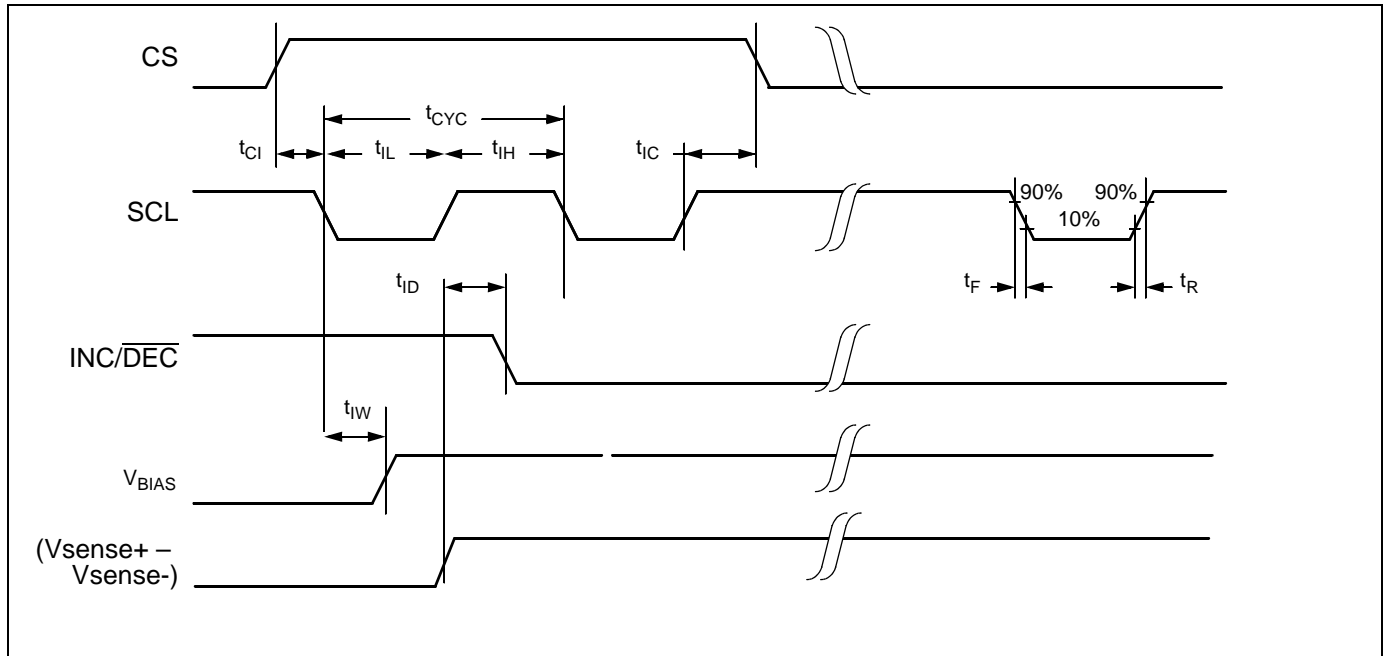 CS
tCYC
tCI
tIL
tIH
tIC
SCL
90%
90%
10%
tID
tF
tR
INC/DEC
tIW
VBIAS
(Vsense+ –
Vsense-)